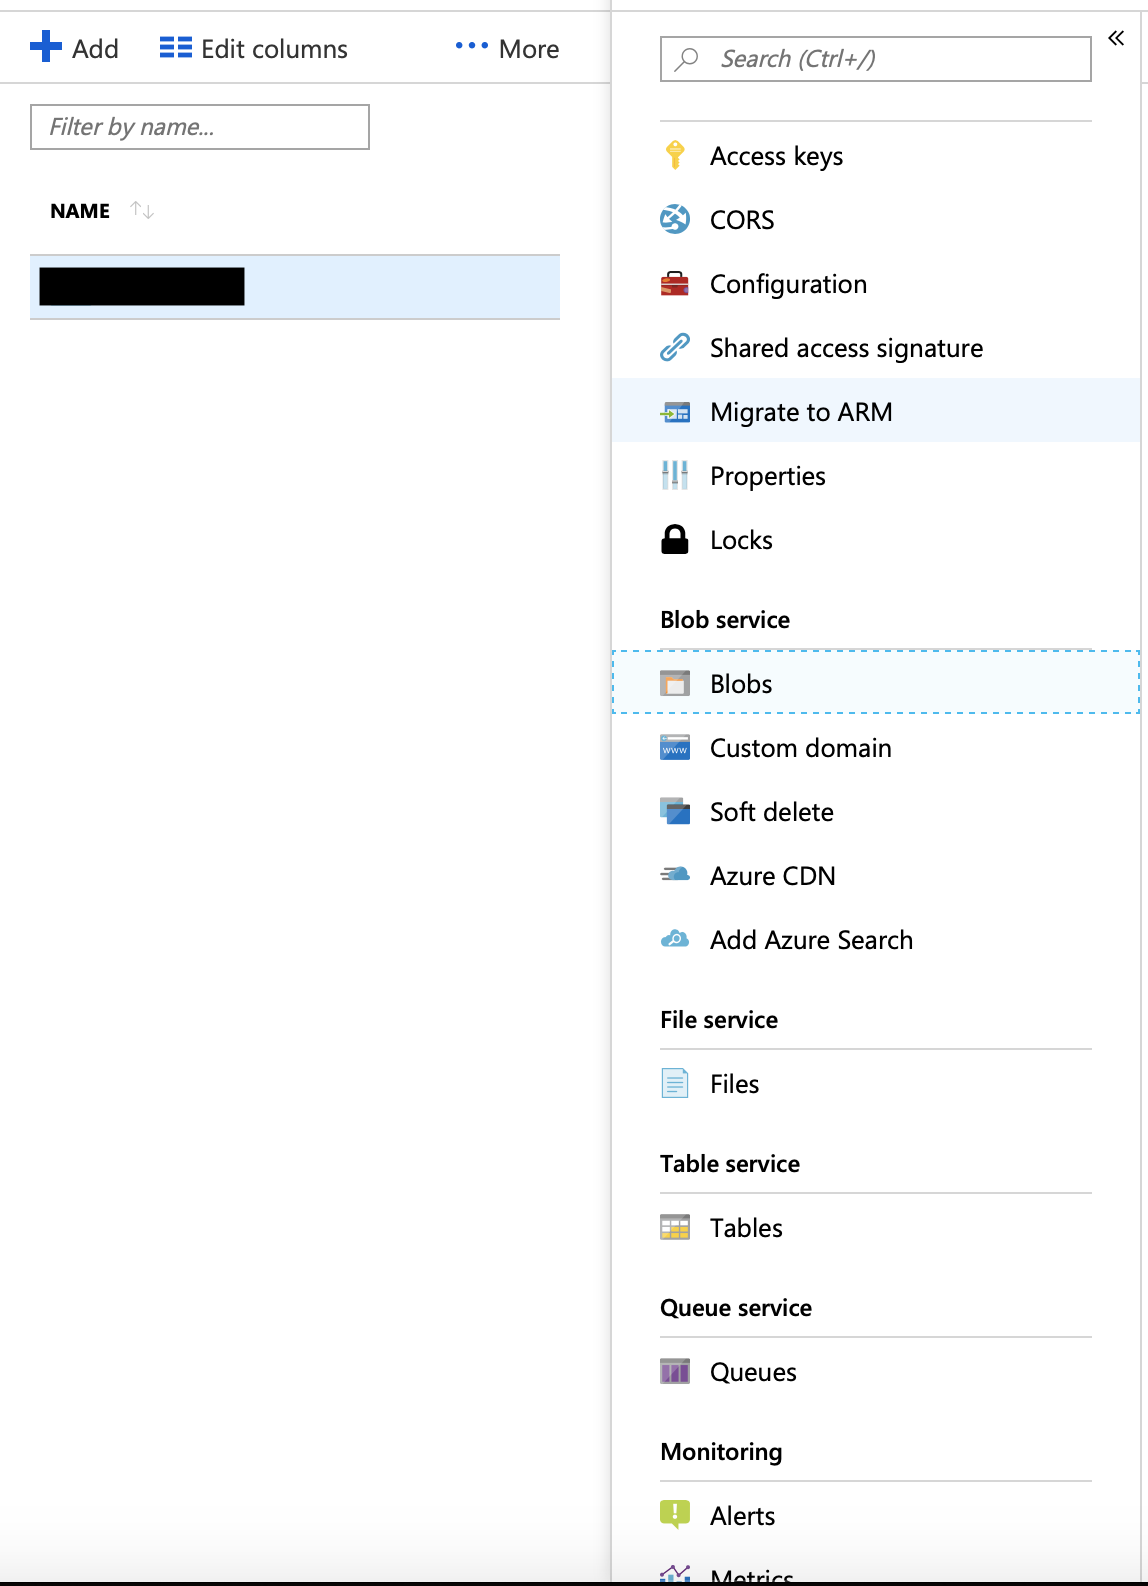 Add Edit columns More
Filter by name...
NAME
Search (Ctrl+/)
Access keys
CORS
Configuration
Shared access signature
Migrate to ARM
Properties
Locks
Blob service
Blobs
www
Custom domain
Soft delete
Azure CDN
Add Azure Search
File service
Files
Table service
Tables
Queue service
Queues
Monitoring
Alerts
Metrics